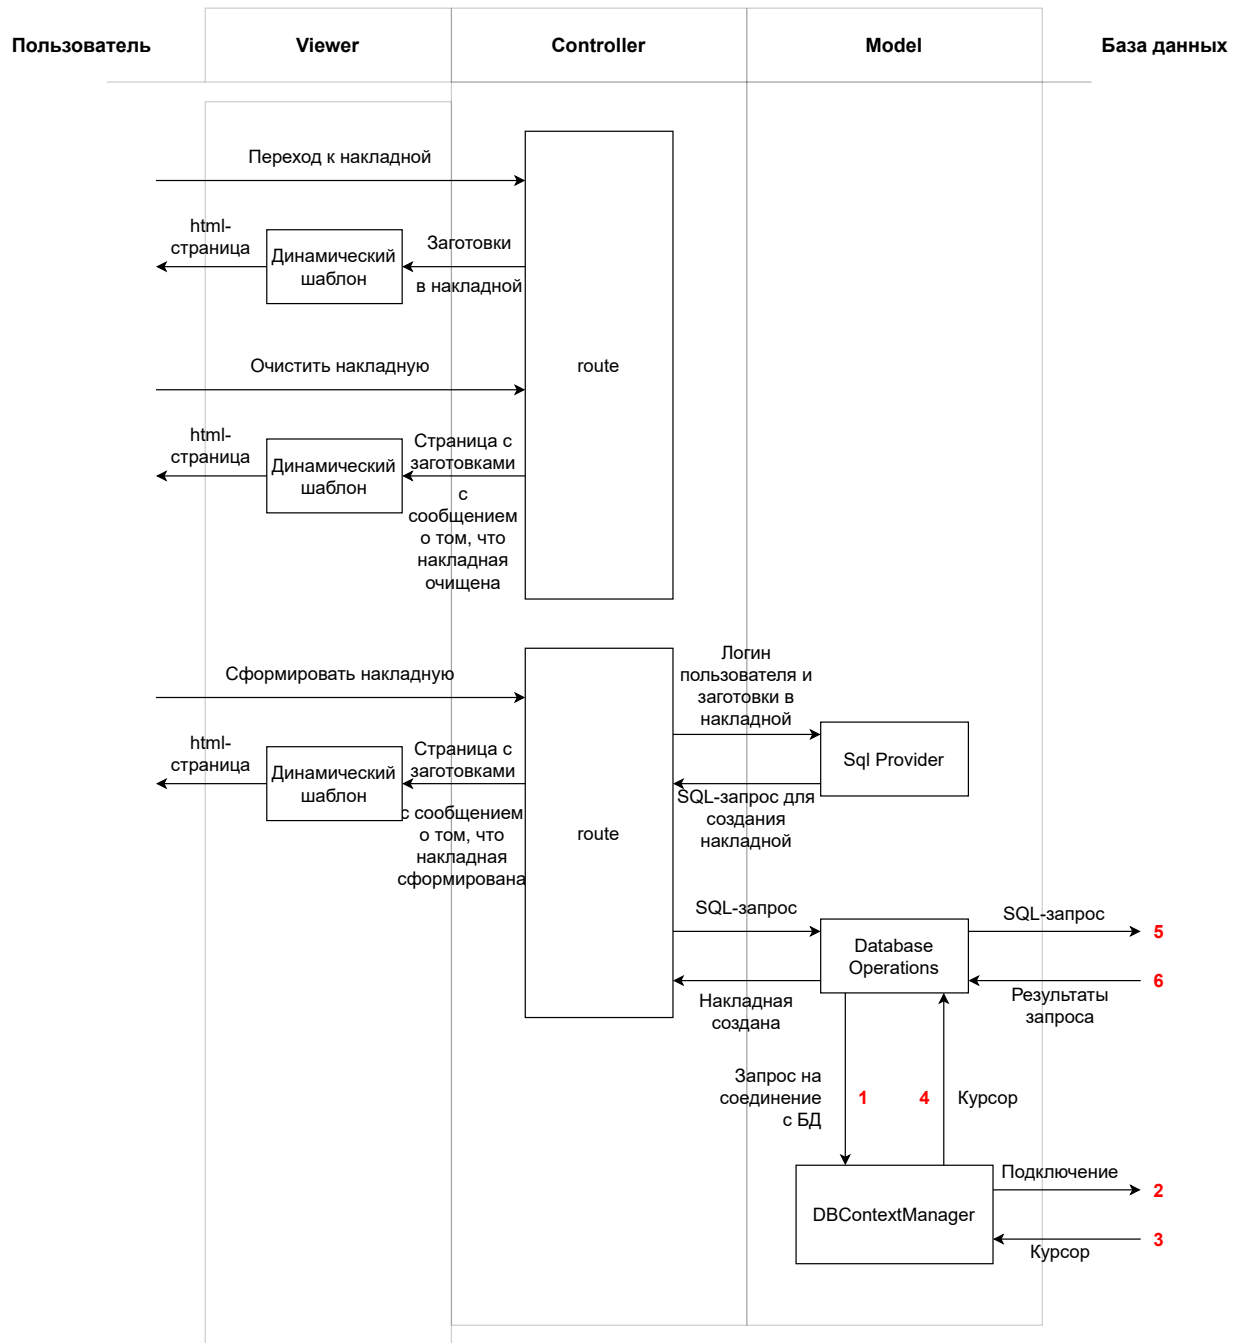 Пользователь
Viewer
Controller
Model
База данных
Переход к накладной
html-
страница
Динамический
шаблон
Заготовки
в накладной
route
Очистить накладную
html-
страница
Динамический
шаблон
Страница с
заготовками
с
сообщением
о том, что
накладная
очищена
Сформировать накладную
Логин
пользователя и
заготовки в
накладной
html-
страница
Динамический
шаблон
Страница с
заготовками
с сообщением
о том, что
накладная
сформирована
route
Sql Provider
SQL-запрос для
создания
накладной
SQL-запрос
Database
Operations
SQL-запрос
5
6
Накладная
создана
Результаты
запроса
Запрос на
соединение
с БД
1
4
Курсор
DBContextManager
Подключение
2
3
Курсор